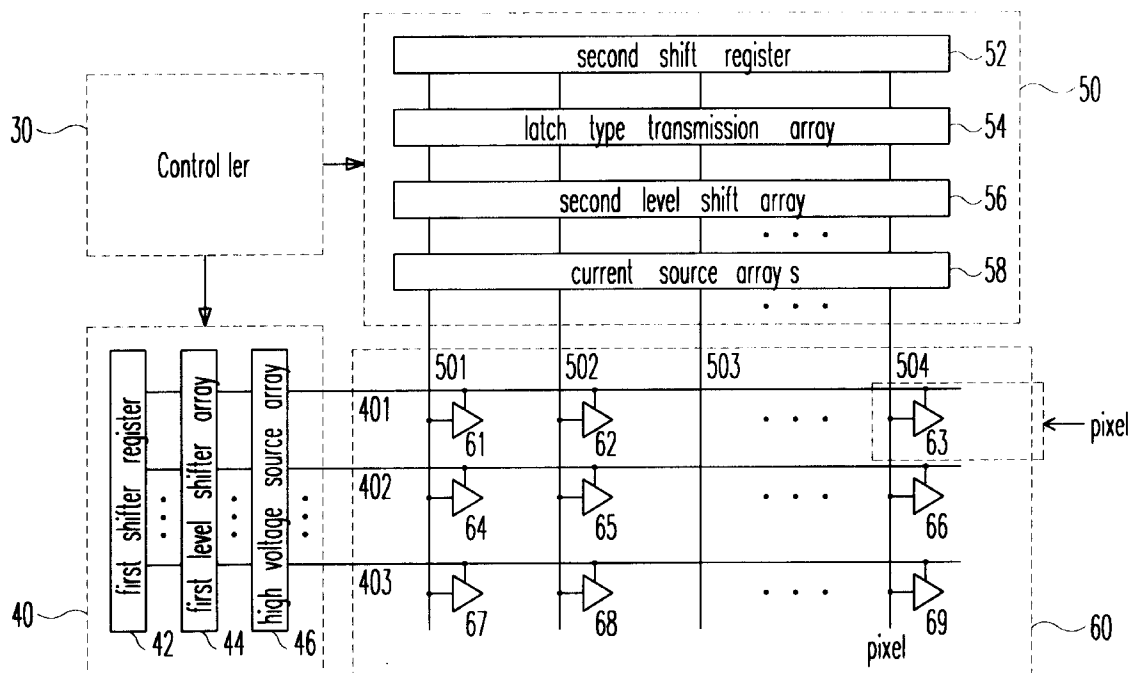 second shift register
52
50
30
latch type transmission array
54
Control ler
second level shift array
56
. . .
current source array s
58
. . .
501 502 503 504
401
61 62 . . . 63
pixel
402
64 65 . . . 66
403
67 68 . . . 69
first shifter register
. . .
first level shifter array
. . .
high voltage source array
. . .
40
42 44 46
60
pixel